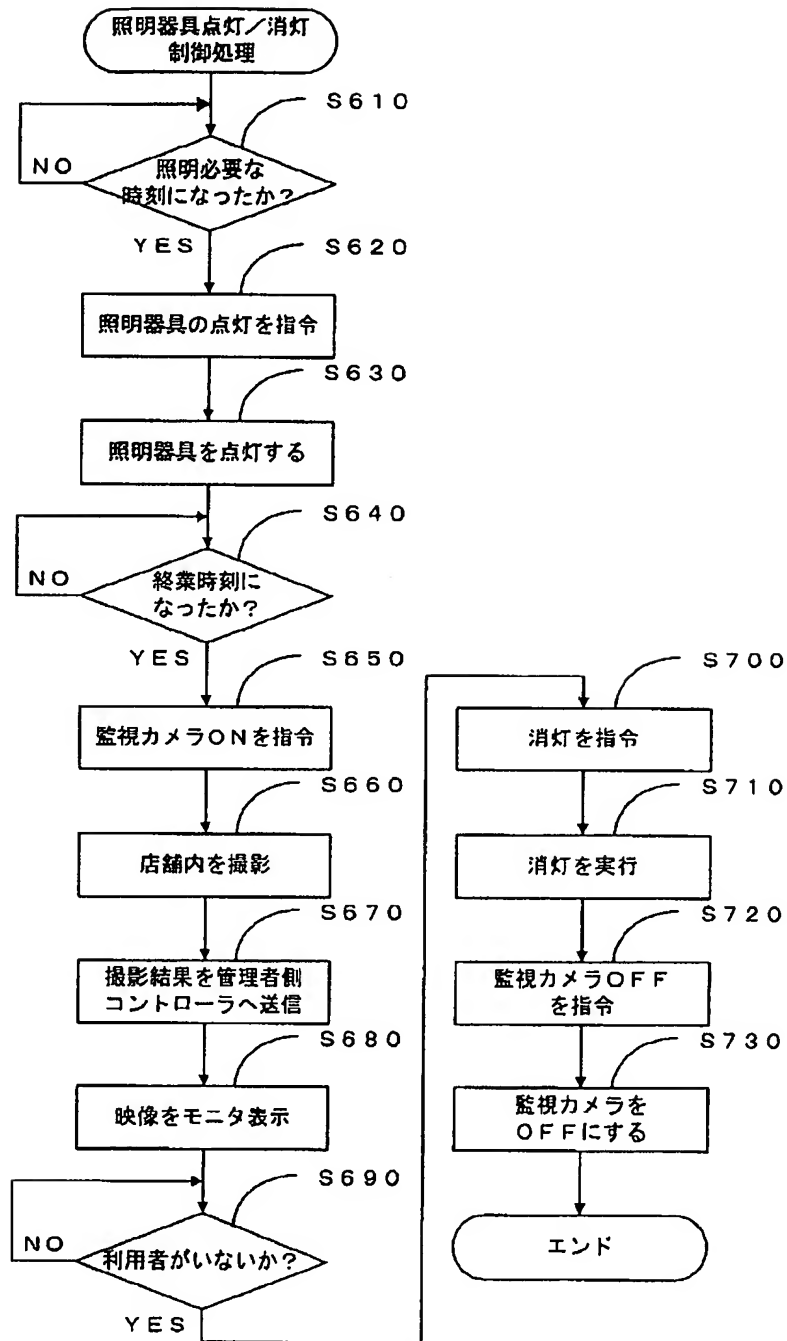 照明器具点灯／消灯
制御処理
S610
NO
照明必要な
時刻になったか？
YES
S620
照明器具の点灯を指令
S630
照明器具を点灯する
S640
NO
終業時刻に
なったか？
YES
S650
監視カメラONを指令
S660
店舗内を撮影
S670
撮影結果を管理者側
コントローラへ送信
S680
映像をモニタ表示
S690
NO
利用者がいないか？
YES
S700
消灯を指令
S710
消灯を実行
S720
監視カメラOFF
を指令
S730
監視カメラを
OFFにする
エンド